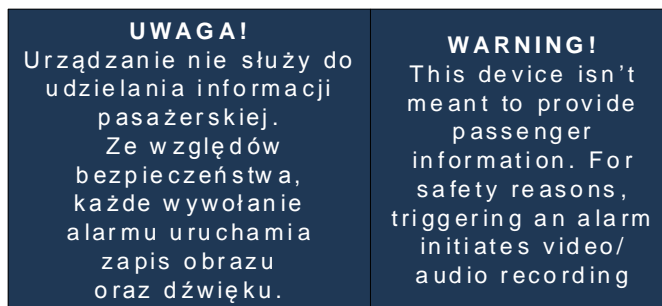 UWAGA!
Urządzanie nie służy do
udzielania informacji
pasażerskiej.
Ze względów
bezpieczeństwa,
każde wywołanie
alarmu uruchamia
zapis obrazu
oraz dźwięku.
WARNING!
This device isn't
meant to provide
passenger
information. For
safety reasons,
triggering an alarm
initiates video/
audio recording